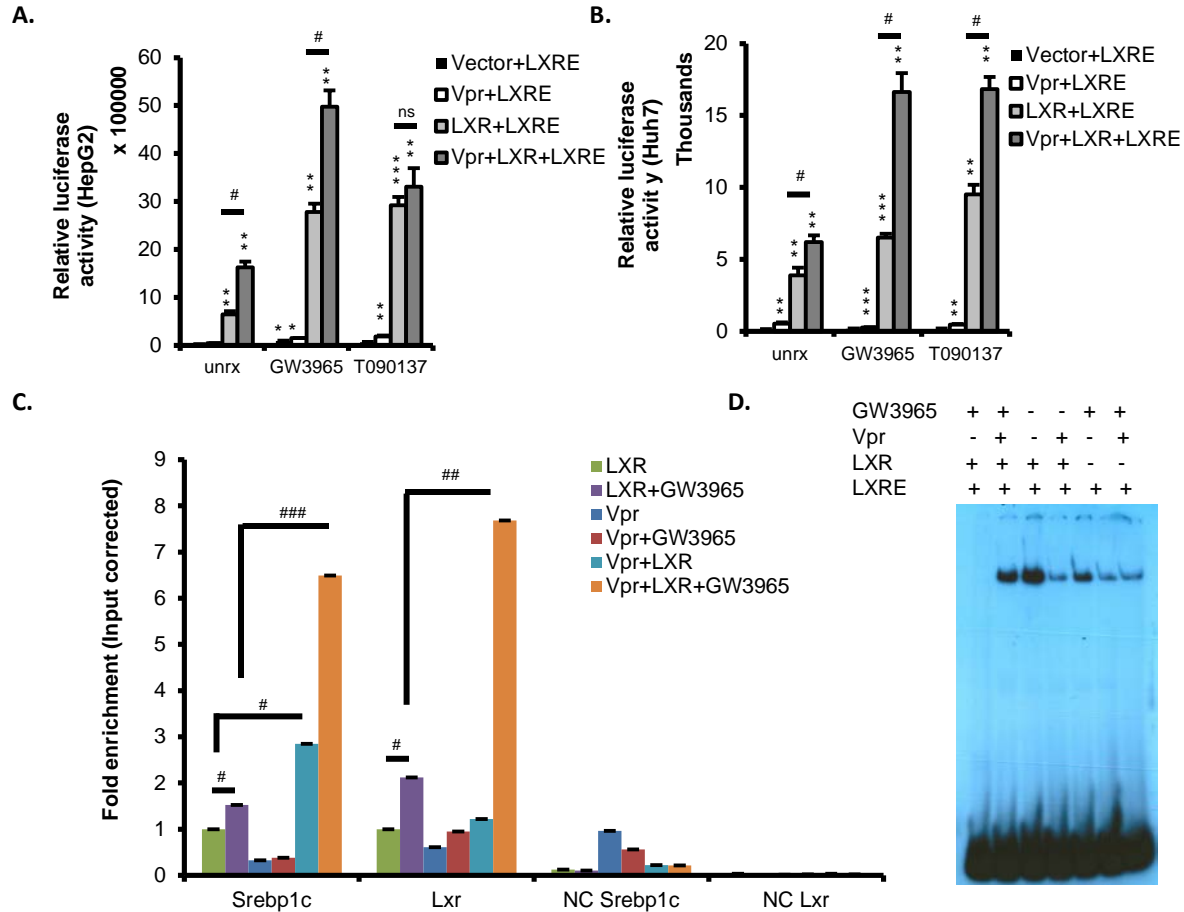 A.
60
50
40
30
20
10
0
Relative luciferase
activity (HepG2)
x 100000
#
#
ns
**
**
*
*
**
**
**
***
**
unrx
GW3965
T090137
Vector+LXRE
Vpr+LXRE
LXR+LXRE
Vpr+LXR+LXRE
B.
20
15
10
5
0
Relative luciferase
activit y (Huh7)
Thousands
#
#
#
**
**
**
***
***
**
**
**
**
unrx
GW3965
T090137
Vector+LXRE
Vpr+LXRE
LXR+LXRE
Vpr+LXR+LXRE
C.
9
8
7
6
5
4
3
2
1
0
Fold enrichment (Input corrected)
#
#
###
#
##
Srebp1c
Lxr
NC Srebp1c
NC Lxr
LXR
LXR+GW3965
Vpr
Vpr+GW3965
Vpr+LXR
Vpr+LXR+GW3965
D.
GW3965 + + - - + +
Vpr - + - + - +
LXR + + + + - -
LXRE + + + + + +